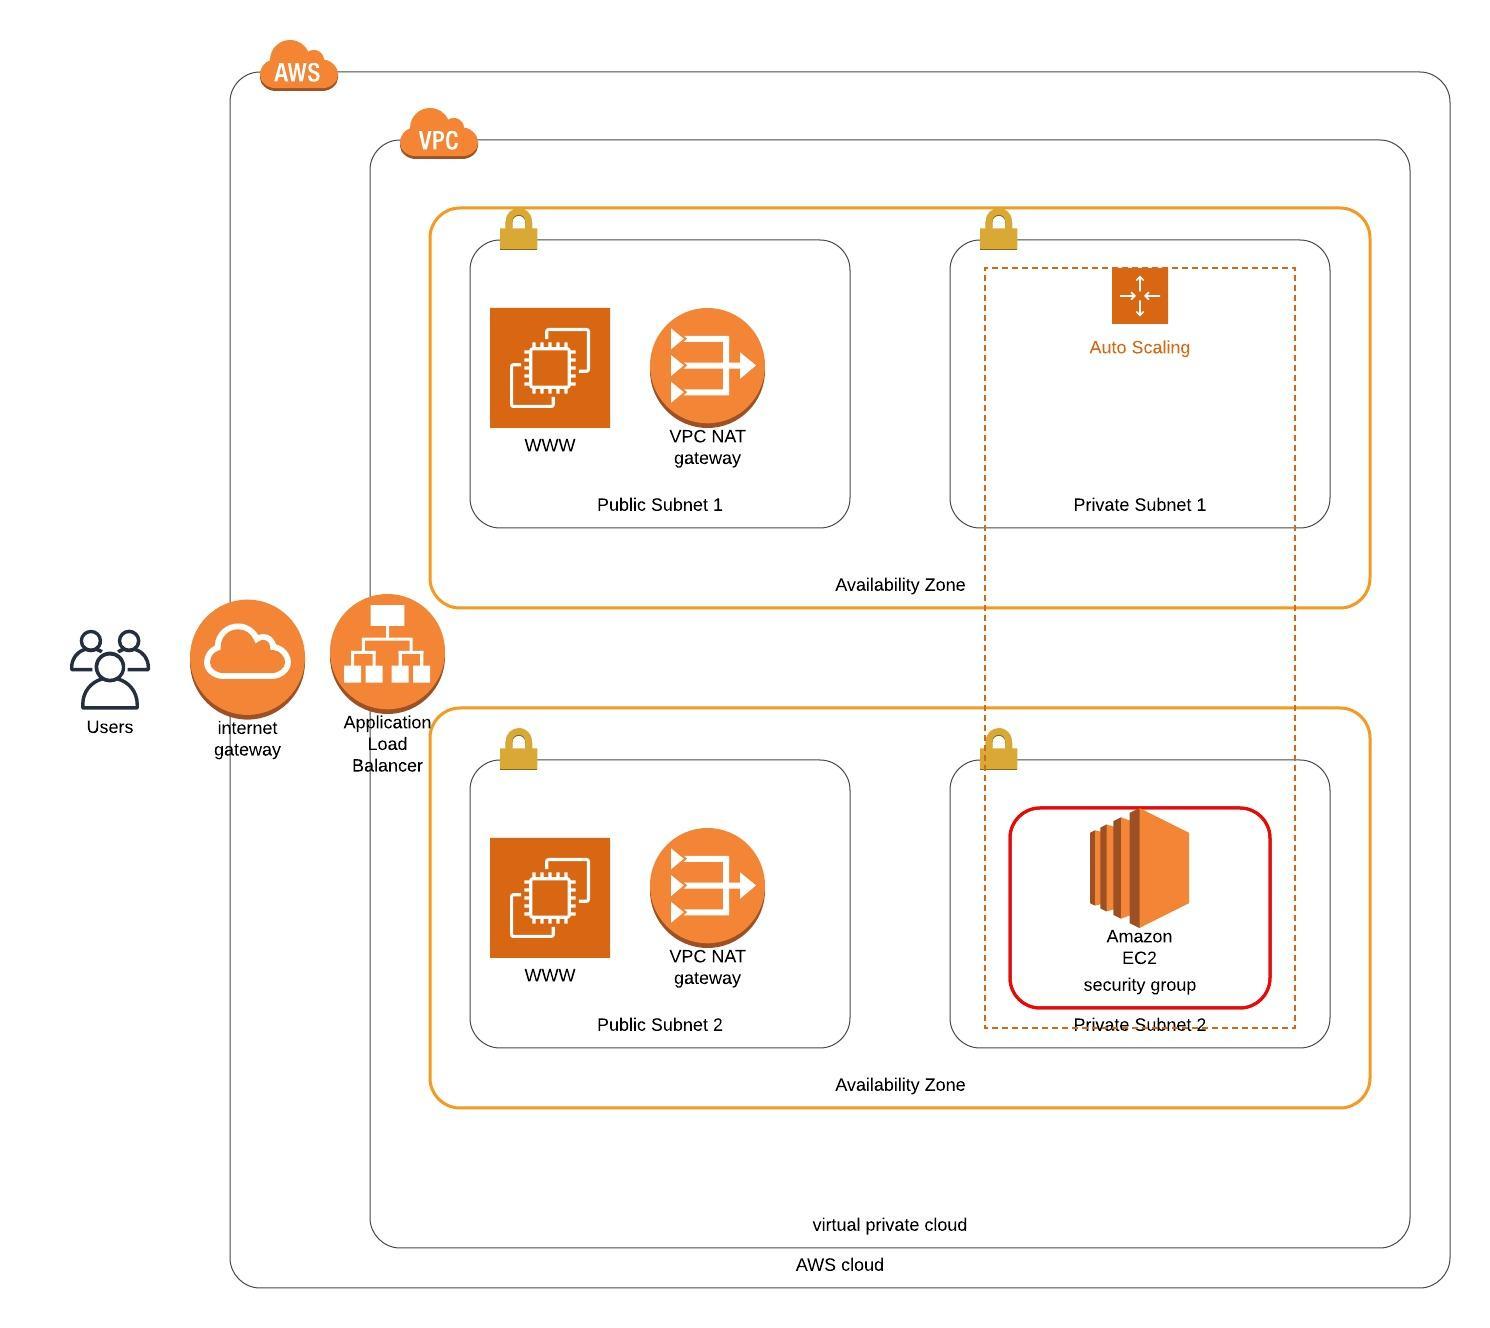 AWS
VPC
Auto Scaling
WWW
VPC NAT
gateway
Public Subnet 1
Private Subnet 1
Availability Zone
Users
internet
gateway
Application
Load
Balancer
WWW
VPC NAT
gateway
Public Subnet 2
Amazon
EC2
security group
Private Subnet 2
Availability Zone
virtual private cloud
AWS cloud